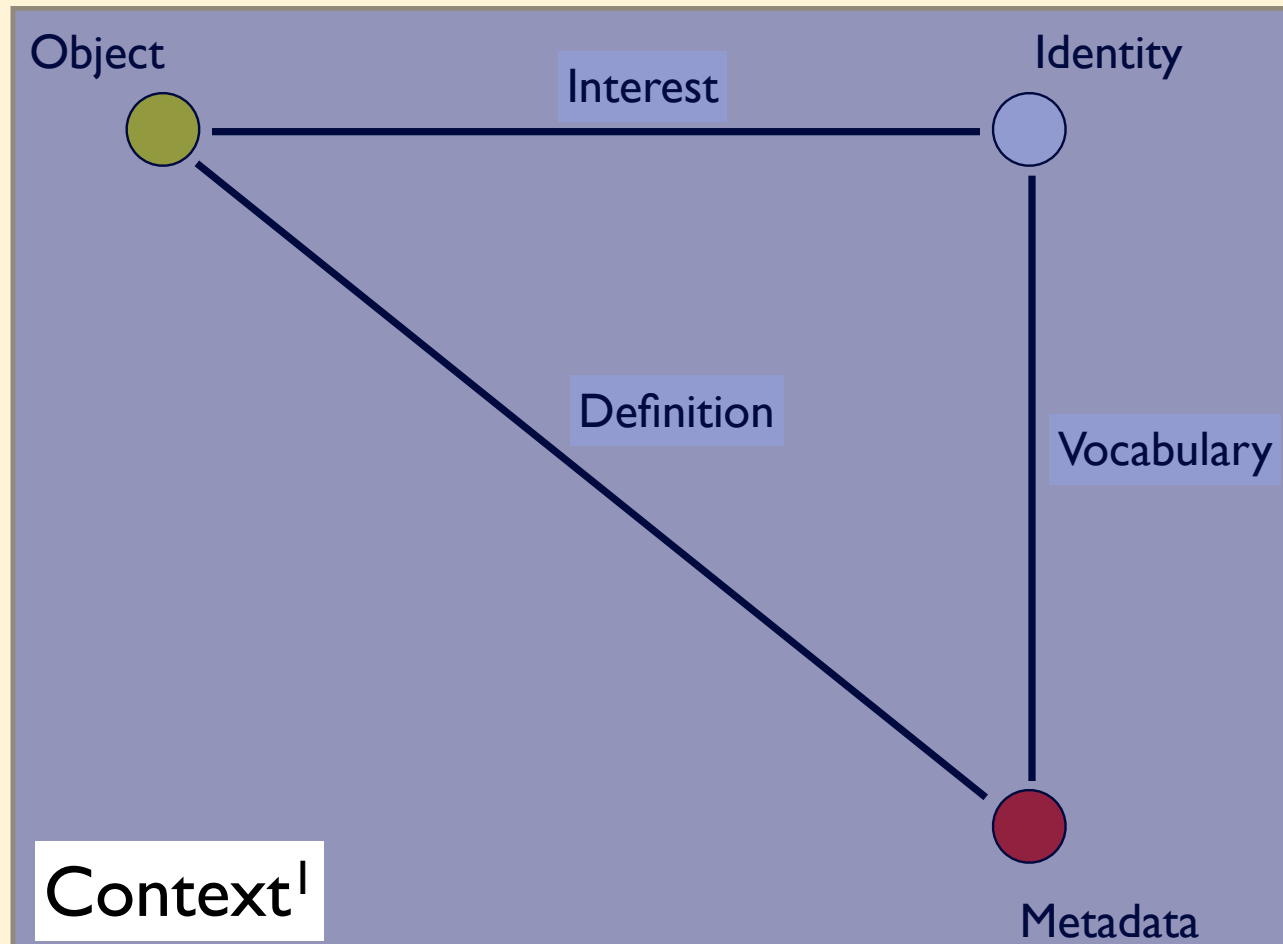 Object
Identity
Interest
Definition
Vocabulary
Context¹
Metadata